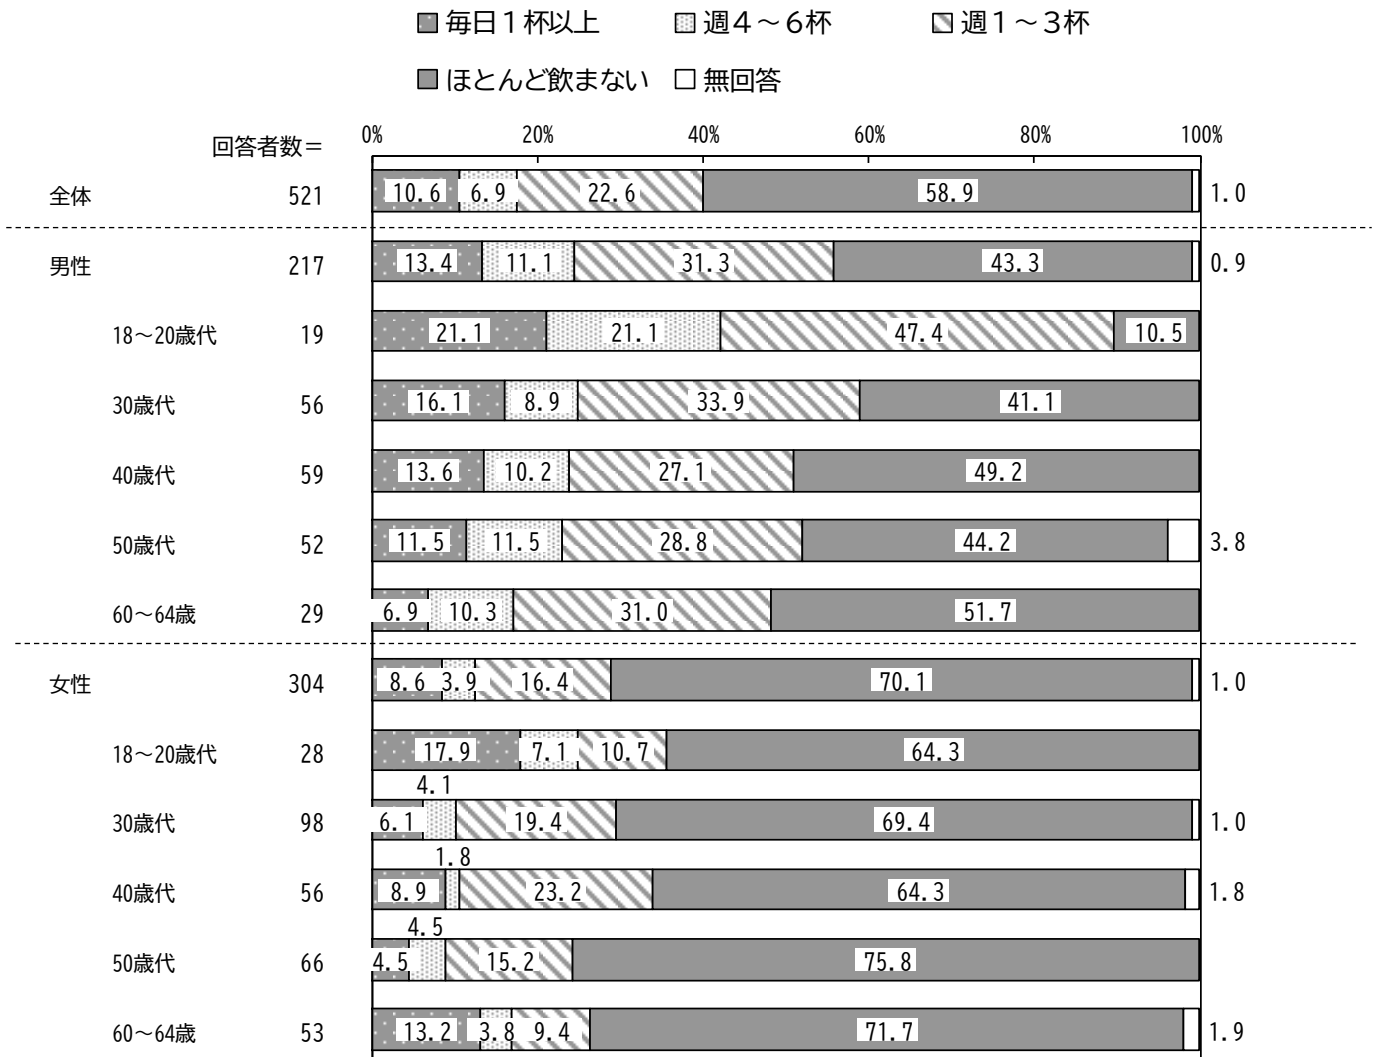 毎日１杯以上 週４～６杯 週１～３杯
ほとんど飲まない 無回答
回答者数＝ 0% 20% 40% 60% 80% 100%
全体 521 10.6 6.9 22.6 58.9 1.0
男性 217 13.4 11.1 31.3 43.3 0.9
18～20歳代 19 21.1 21.1 47.4 10.5
30歳代 56 16.1 8.9 33.9 41.1
40歳代 59 13.6 10.2 27.1 49.2
50歳代 52 11.5 11.5 28.8 44.2 3.8
60～64歳 29 6.9 10.3 31.0 51.7
女性 304 8.6 3.9 16.4 70.1 1.0
18～20歳代 28 17.9 7.1 10.7 64.3
4.1
30歳代 98 6.1 19.4 69.4 1.0
1.8
40歳代 56 8.9 23.2 64.3 1.8
4.5
50歳代 66 4.5 15.2 75.8
60～64歳 53 13.2 3.8 9.4 71.7 1.9